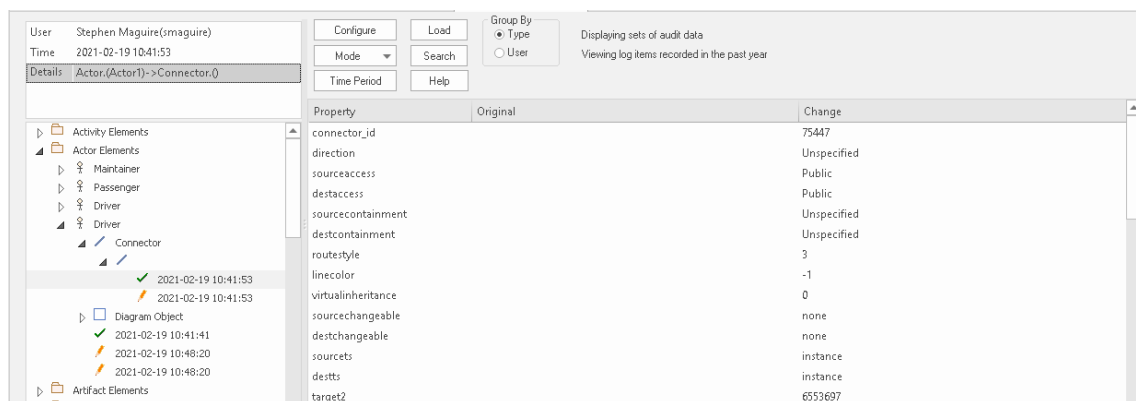 User Stephen Maguire(smaguire)
Time 2021-02-19 10:41:53
Details Actor.(Actor1)->Connector.()
Configure Load
Mode Search
Time Period Help
Group By
Type
User
Displaying sets of audit data
Viewing log items recorded in the past year
Activity Elements
Actor Elements
Maintainer
Passenger
Driver
Driver
Connector
2021-02-19 10:41:53
2021-02-19 10:41:53
Diagram Object
2021-02-19 10:41:41
2021-02-19 10:48:20
2021-02-19 10:48:20
Artifact Elements
Property Original Change
connector_id 75447
direction Unspecified
sourceaccess Public
destaccess Public
sourcecontainment Unspecified
destcontainment Unspecified
routestyle 3
linecolor -1
virtualinheritance 0
sourcechangeable none
destchangeable none
sourcets instance
destts instance
target2 6553697